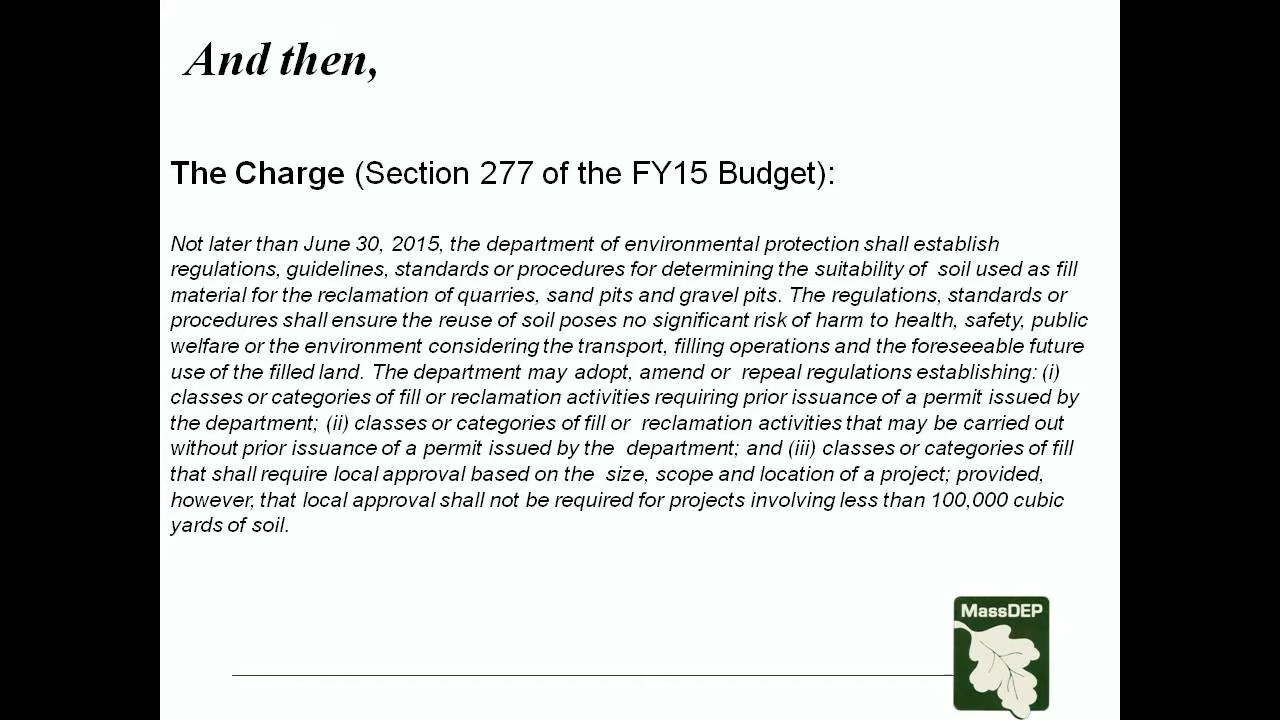 And then,
The Charge (Section 277 of the FY15 Budget):
Not later than June 30, 2015, the department of environmental protection shall establish
regulations, guidelines, standards or procedures for determining the suitability of soil used as fill
material for the reclamation of quarries, sand pits and gravel pits. The regulations, standards or
procedures shall ensure the reuse of soil poses no significant risk of harm to health, safety, public
welfare or the environment considering the transport, filling operations and the foreseeable future
use of the filled land. The department may adopt, amend or repeal regulations establishing: (i)
classes or categories of fill or reclamation activities requiring prior issuance of a permit issued by
the department; (ii) classes or categories of fill or reclamation activities that may be carried out
without prior issuance of a permit issued by the department; and (iii) classes or categories of fill
that shall require local approval based on the size, scope and location of a project; provided,
however, that local approval shall not be required for projects involving less than 100,000 cubic
yards of soil.
MassDEP